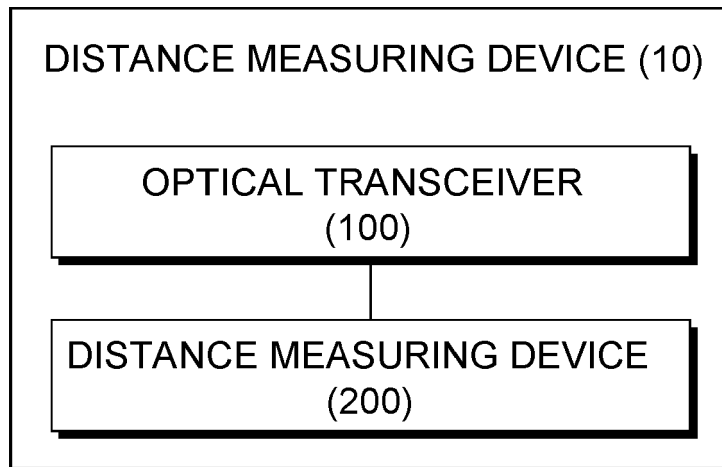 DISTANCE MEASURING DEVICE (10)
OPTICAL TRANSCEIVER
(100)
DISTANCE MEASURING DEVICE
(200)